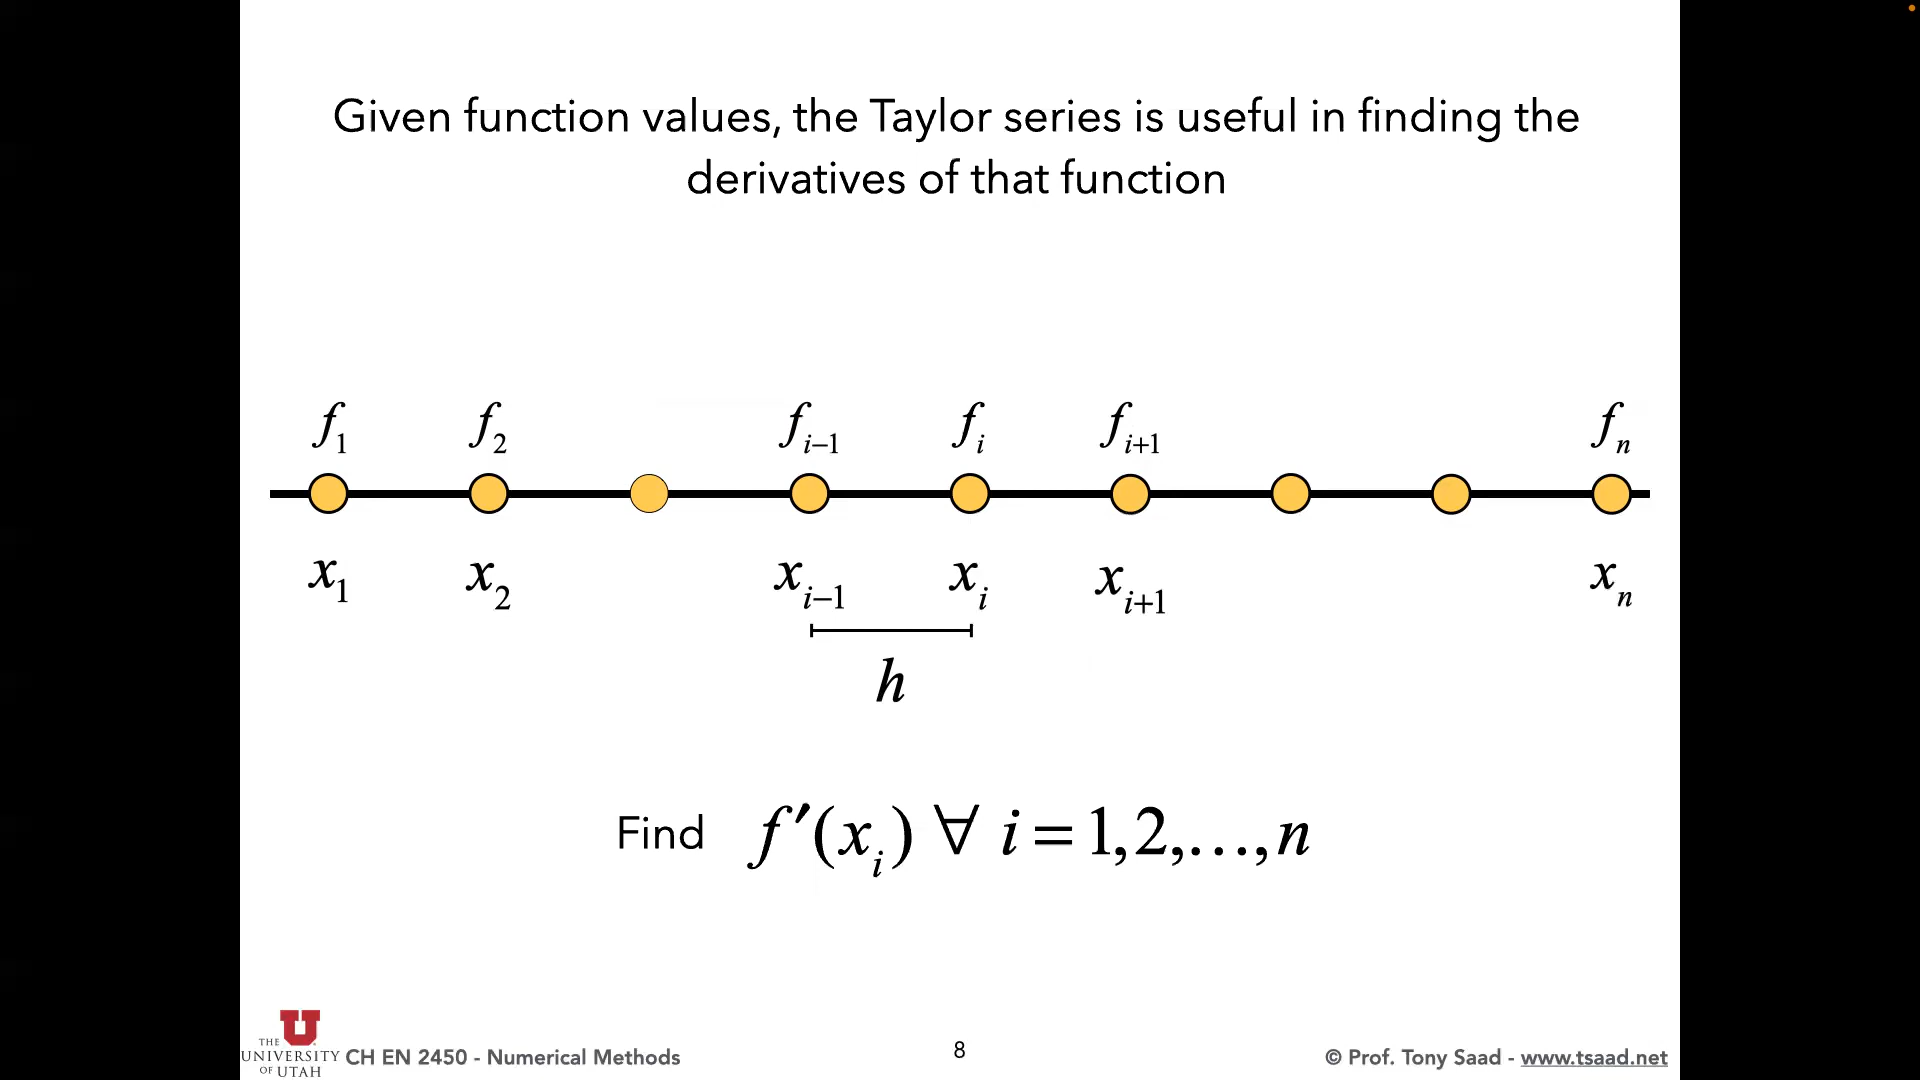 Given function values, the Taylor series is useful in finding the
derivatives of that function
f₁ f₂ fᵢ₋₁ fᵢ fᵢ₊₁ fₙ
x₁ x₂ xᵢ₋₁ xᵢ xᵢ₊₁ xₙ
h
Find f′(xᵢ) ∀ i = 1,2,…,n
THE
UNIVERSITY
OF UTAH
CH EN 2450 - Numerical Methods
8
© Prof. Tony Saad - www.tsaad.net